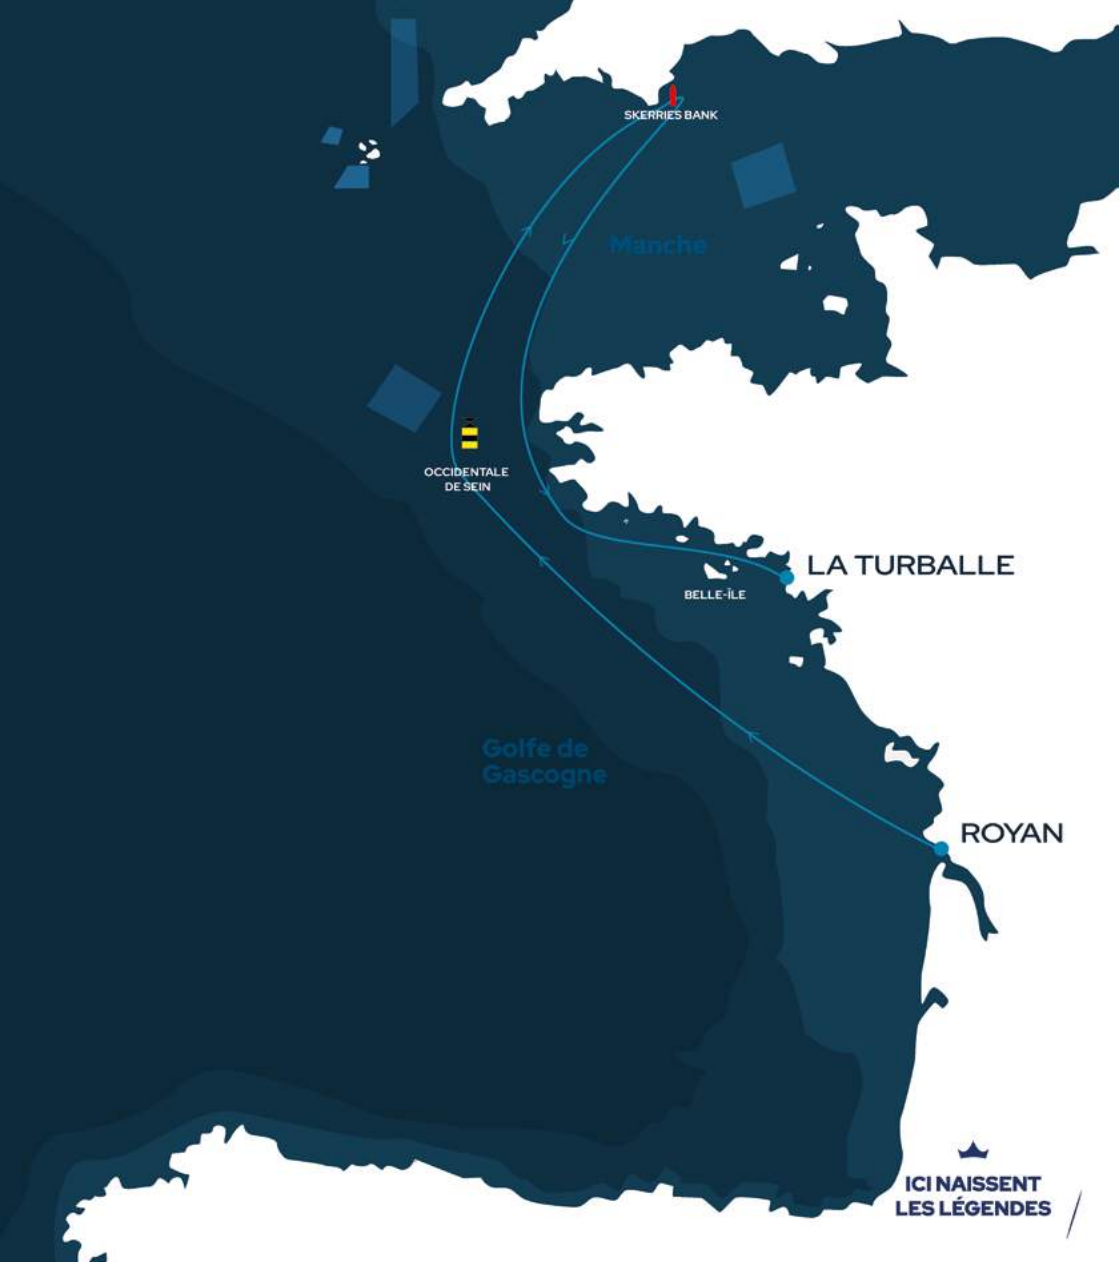 SKERRIES BANK
Manche
OCCIDENTALE
DE SEIN
LA TURBALLE
BELLE-ÎLE
Golfe de
Gascogne
ROYAN
ICI NAISSENT
LES LÉGENDES